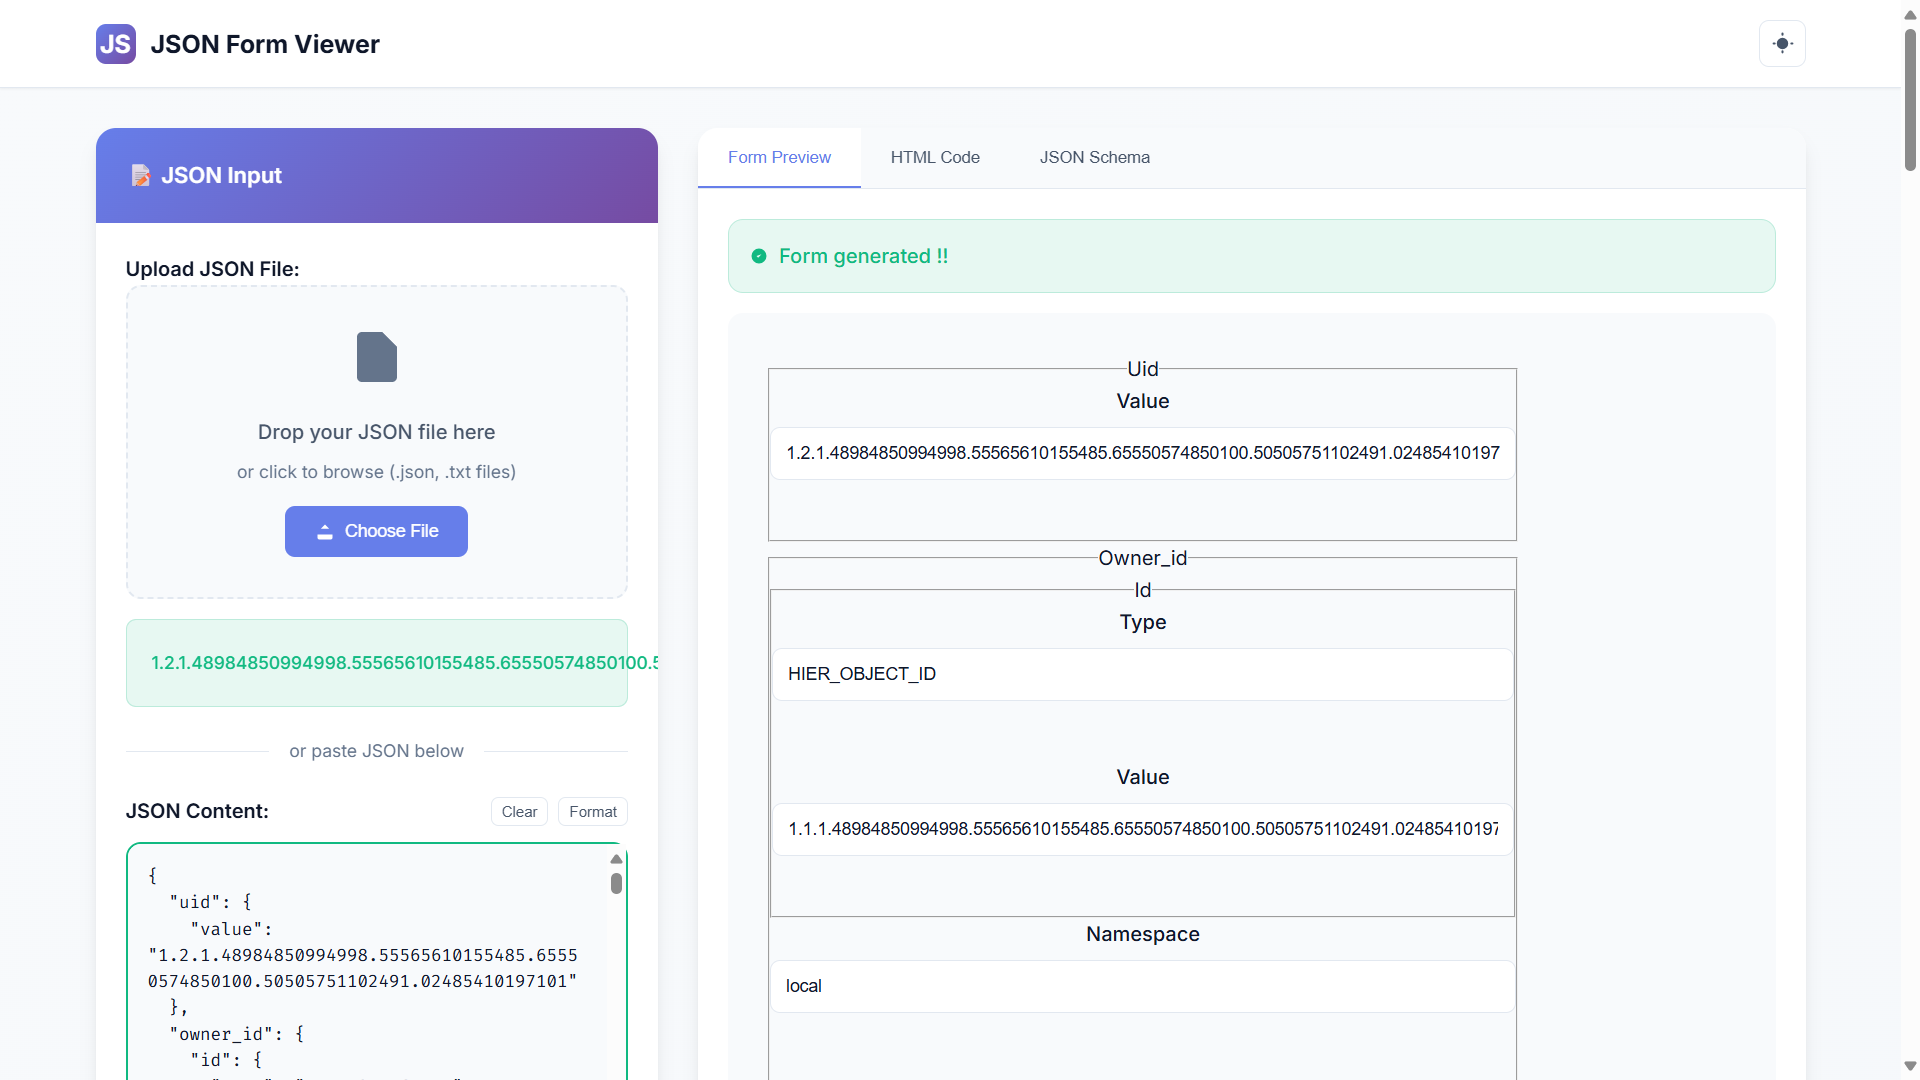 JS JSON Form Viewer
JSON Input
Upload JSON File:
Drop your JSON file here
or click to browse (.json, .txt files)
Choose File
1.2.1.48984850994998.55565610155485.65550574850100.5
or paste JSON below
JSON Content:
Clear
Format
{
"uid": {
"value":
"1.2.1.48984850994998.55565610155485.6555
0574850100.50505751102491.02485410197101"
},
"owner_id": {
"id": {
Form Preview
HTML Code
JSON Schema
Form generated !!
Uid
Value
1.2.1.48984850994998.55565610155485.65550574850100.50505751102491.02485410197
Owner_id
Id
Type
HIER_OBJECT_ID
Value
1.1.1.48984850994998.55565610155485.65550574850100.50505751102491.02485410197
Namespace
local